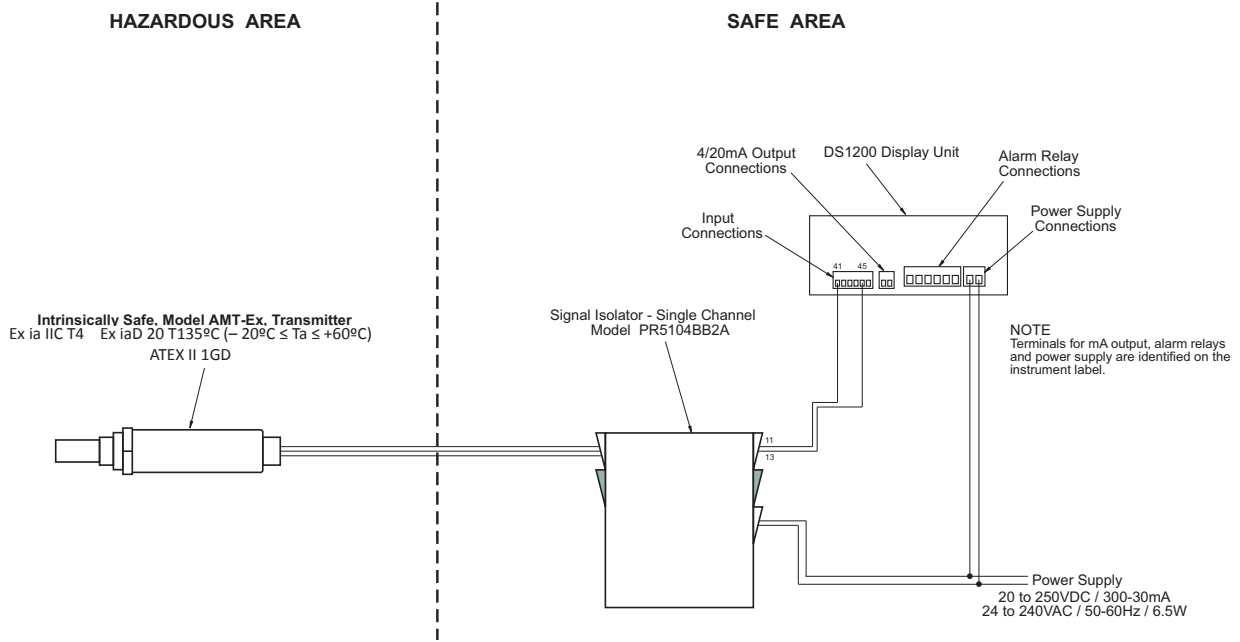 HAZARDOUS AREA
SAFE AREA
4/20mA Output
Connections
DS1200 Display Unit
Alarm Relay
Connections
Input
Connections
Power Supply
Connections
41
45
Intrinsically Safe, Model AMT-Ex, Transmitter
Ex ia IIC T4 Ex iaD 20 T135ºC (– 20ºC ≤ Ta ≤ +60ºC)
ATEX II 1GD
Signal Isolator - Single Channel
Model PR5104BB2A
NOTE
Terminals for mA output, alarm relays
and power supply are identified on the
instrument label.
11
13
Power Supply
20 to 250VDC / 300-30mA
24 to 240VAC / 50-60Hz / 6.5W